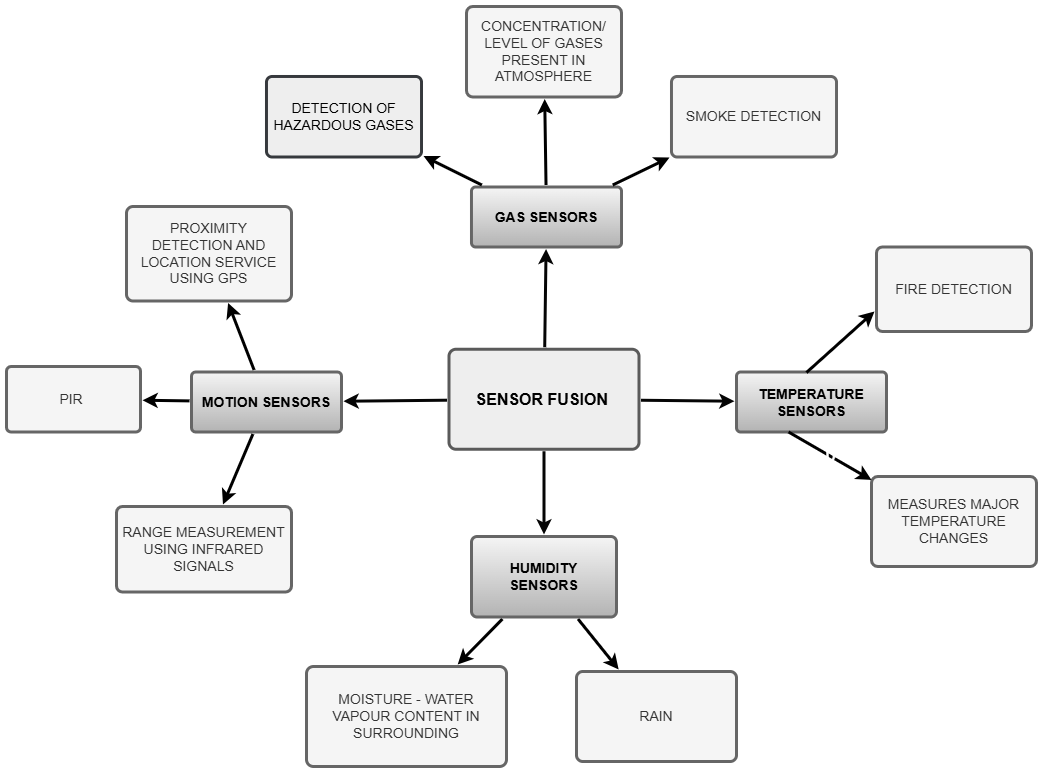 CONCENTRATION/
LEVEL OF GASES
PRESENT IN
ATMOSPHERE
DETECTION OF
HAZARDOUS GASES
SMOKE DETECTION
GAS SENSORS
PROXIMITY
DETECTION AND
LOCATION SERVICE
USING GPS
FIRE DETECTION
PIR
MOTION SENSORS
SENSOR FUSION
TEMPERATURE
SENSORS
RANGE MEASUREMENT
USING INFRARED
SIGNALS
MEASURES MAJOR
TEMPERATURE
CHANGES
HUMIDITY
SENSORS
MOISTURE - WATER
VAPOUR CONTENT IN
SURROUNDING
RAIN